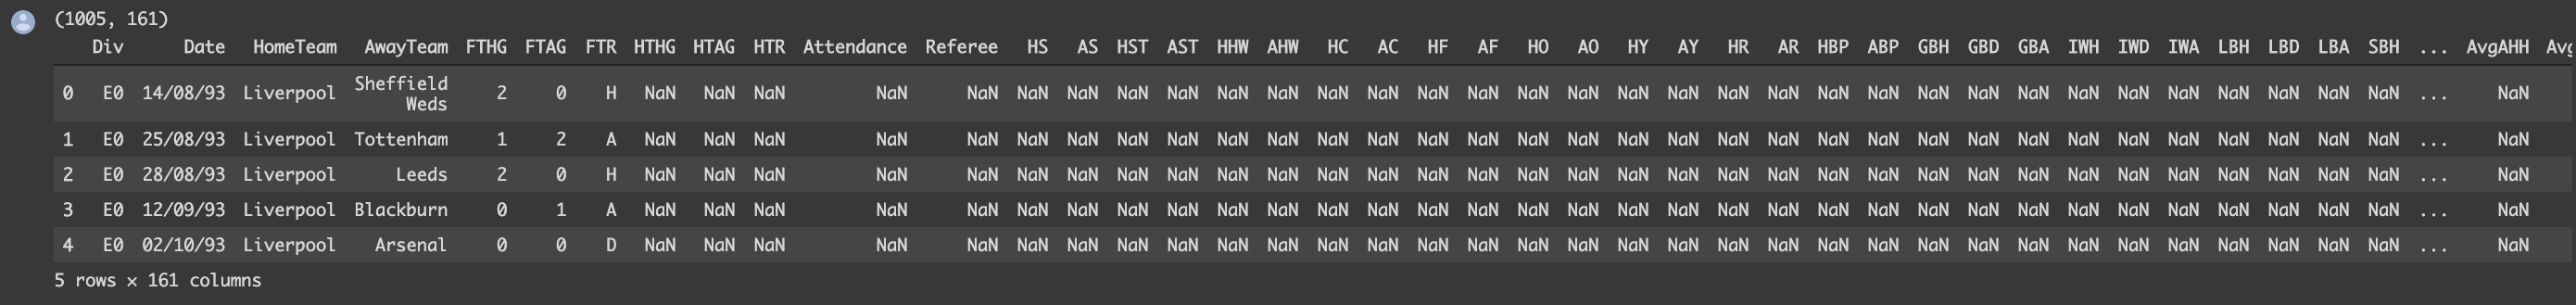 (1005, 161)
Div Date HomeTeam AwayTeam FTHG FTAG FTR HTHG HTAG HTR Attendance Referee HS AS HST AST HHW AHW HC AC HF AF HO AO HY AY HR AR HBP ABP GBH GBD GBA IWH IWD IWA LBH LBD LBA SBH ... AvgAHH
0 E0 14/08/93 Liverpool Sheffield Weds 2 0 H NaN NaN NaN NaN NaN NaN NaN NaN NaN NaN NaN NaN NaN NaN NaN NaN NaN NaN NaN NaN NaN NaN NaN NaN NaN NaN NaN NaN NaN NaN NaN NaN NaN ... NaN
1 E0 25/08/93 Liverpool Tottenham 1 2 A NaN NaN NaN NaN NaN NaN NaN NaN NaN NaN NaN NaN NaN NaN NaN NaN NaN NaN NaN NaN NaN NaN NaN NaN NaN NaN NaN NaN NaN NaN NaN NaN NaN ... NaN
2 E0 28/08/93 Liverpool Leeds 2 0 H NaN NaN NaN NaN NaN NaN NaN NaN NaN NaN NaN NaN NaN NaN NaN NaN NaN NaN NaN NaN NaN NaN NaN NaN NaN NaN NaN NaN NaN NaN NaN NaN NaN ... NaN
3 E0 12/09/93 Liverpool Blackburn 0 1 A NaN NaN NaN NaN NaN NaN NaN NaN NaN NaN NaN NaN NaN NaN NaN NaN NaN NaN NaN NaN NaN NaN NaN NaN NaN NaN NaN NaN NaN NaN NaN NaN NaN ... NaN
4 E0 02/10/93 Liverpool Arsenal 0 0 D NaN NaN NaN NaN NaN NaN NaN NaN NaN NaN NaN NaN NaN NaN NaN NaN NaN NaN NaN NaN NaN NaN NaN NaN NaN NaN NaN NaN NaN NaN NaN NaN NaN ... NaN
5 rows × 161 columns